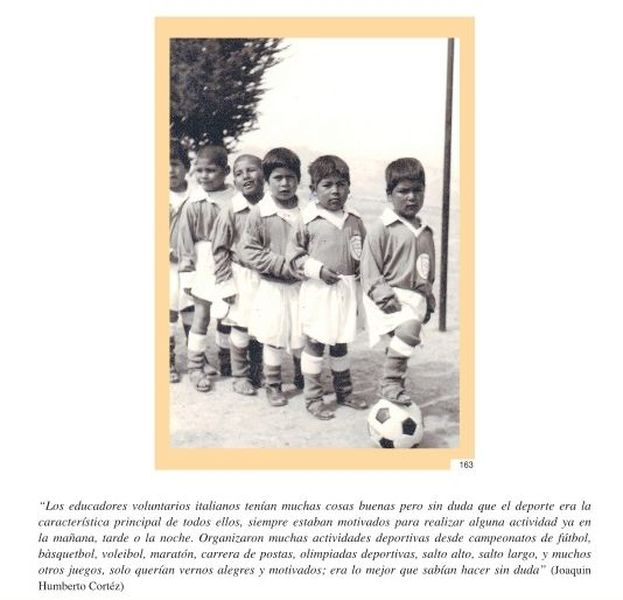 163
“Los educadores voluntarios italianos tenían muchas cosas buenas pero sin duda que el deporte era la
característica principal de todos ellos, siempre estaban motivados para realizar alguna actividad ya en
la mañana, tarde o la noche. Organizaron muchas actividades deportivas desde campeonatos de fútbol,
bàsquetbol, voleibol, maratón, carrera de postas, olimpiadas deportivas, salto alto, salto largo, y muchos
otros juegos, solo querían vernos alegres y motivados; era lo mejor que sabían hacer sin duda” (Joaquin
Humberto Cortéz)